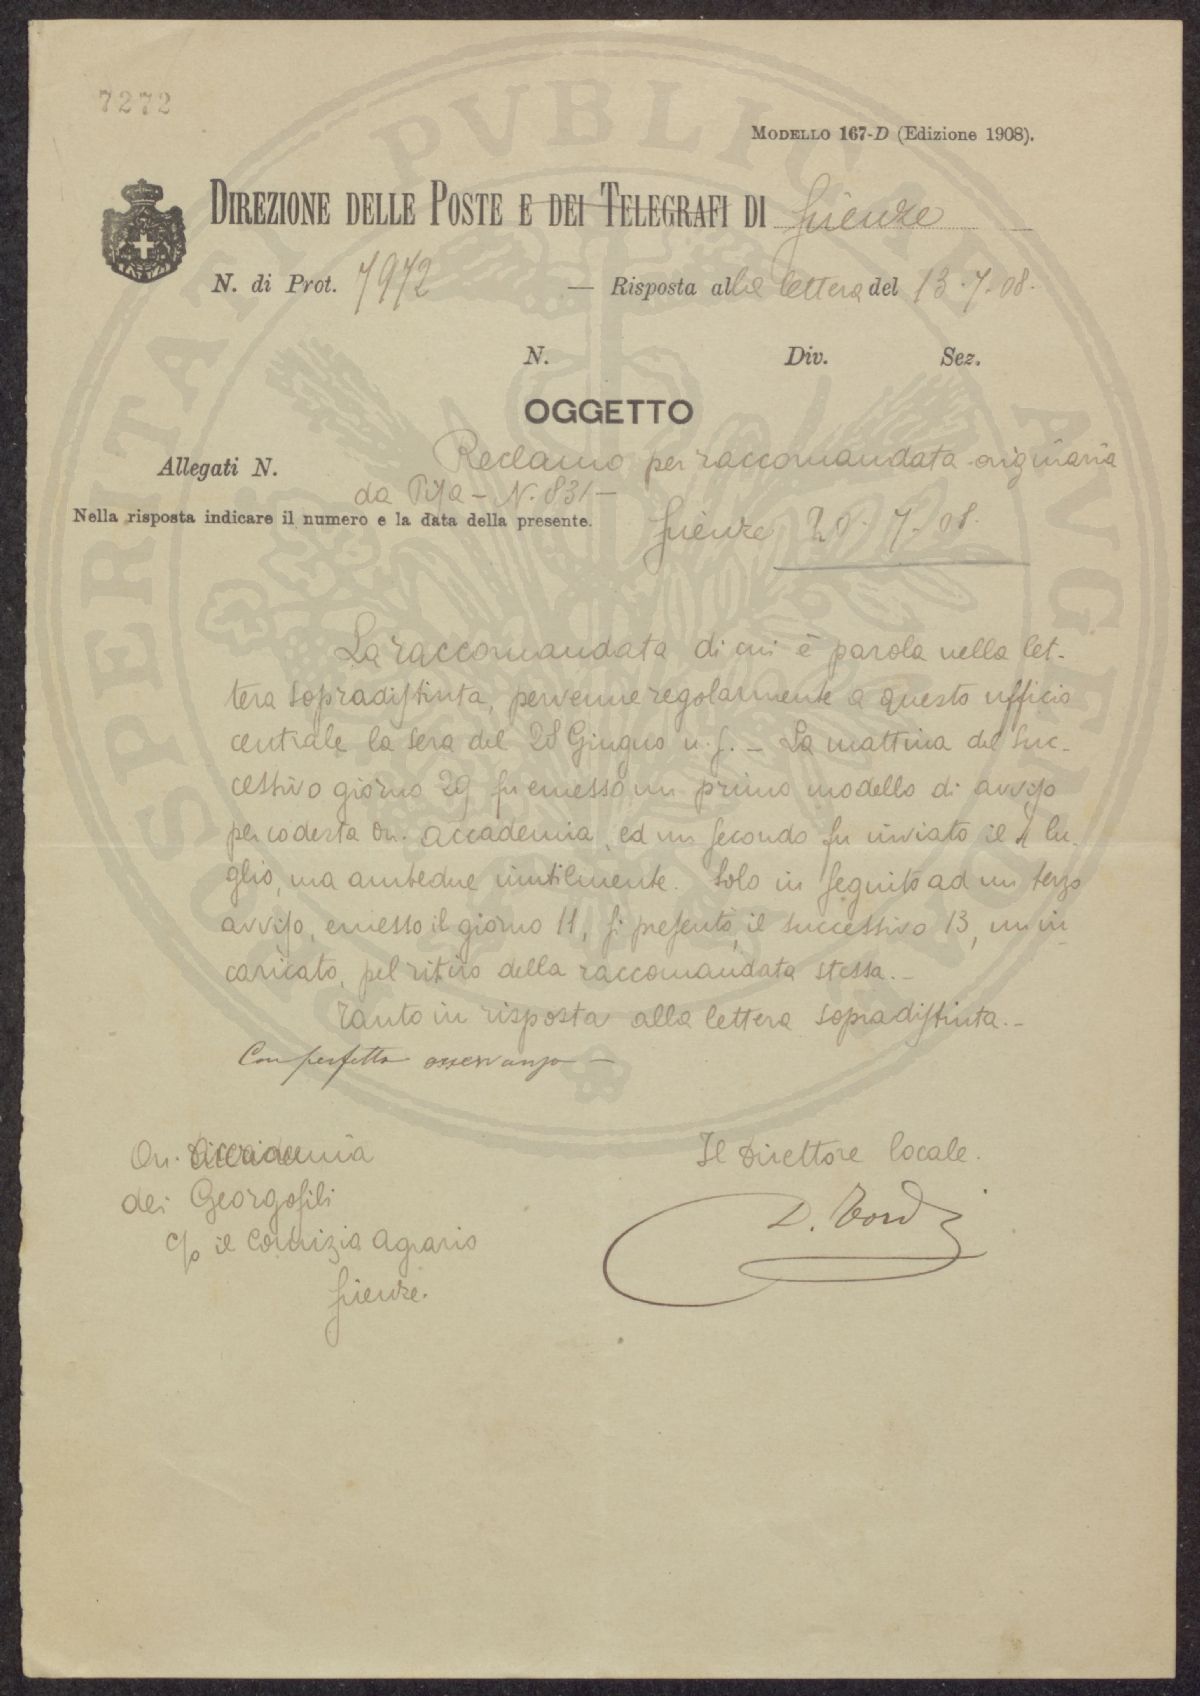 7272
MODELLO 167-D (Edizione 1908).
DIREZIONE DELLE POSTE E DEI TELEGRAFI DI Firenze
N. di Prot. 7972 — Risposta alla lettera del 13.7.08.
N. Div. Sez.
OGGETTO
Allegati N. Reclamo per raccomandata originaria
da Pisa - N. 831 -
Nella risposta indicare il numero e la data della presente.
Firenze 20.7.08.
La raccomandata di cui è parola nella let-
tera sopradistinta, pervenne regolarmente a questo ufficio
centrale la sera del 28 Giugno u. s. - La mattina del suc-
cessivo giorno 29 fu emesso un primo modello di avviso
per codesta On. Accademia, ed un secondo fu inviato il lu-
glio, ma ambedue inutilmente. Solo in seguito ad un terzo
avviso, emesso il giorno 11, si presentò, il successivo 13, un in-
caricato, pel ritiro della raccomandata stessa. -
Tanto in risposta alla lettera sopradistinta. -
Con perfetta osservanza -
On. Accademia
dei Georgofili
c/o il Comizio Agrario
Firenze.
Il Direttore locale.
D. Tordi
PROSPERITATI PVBLICAE AVGENDAE